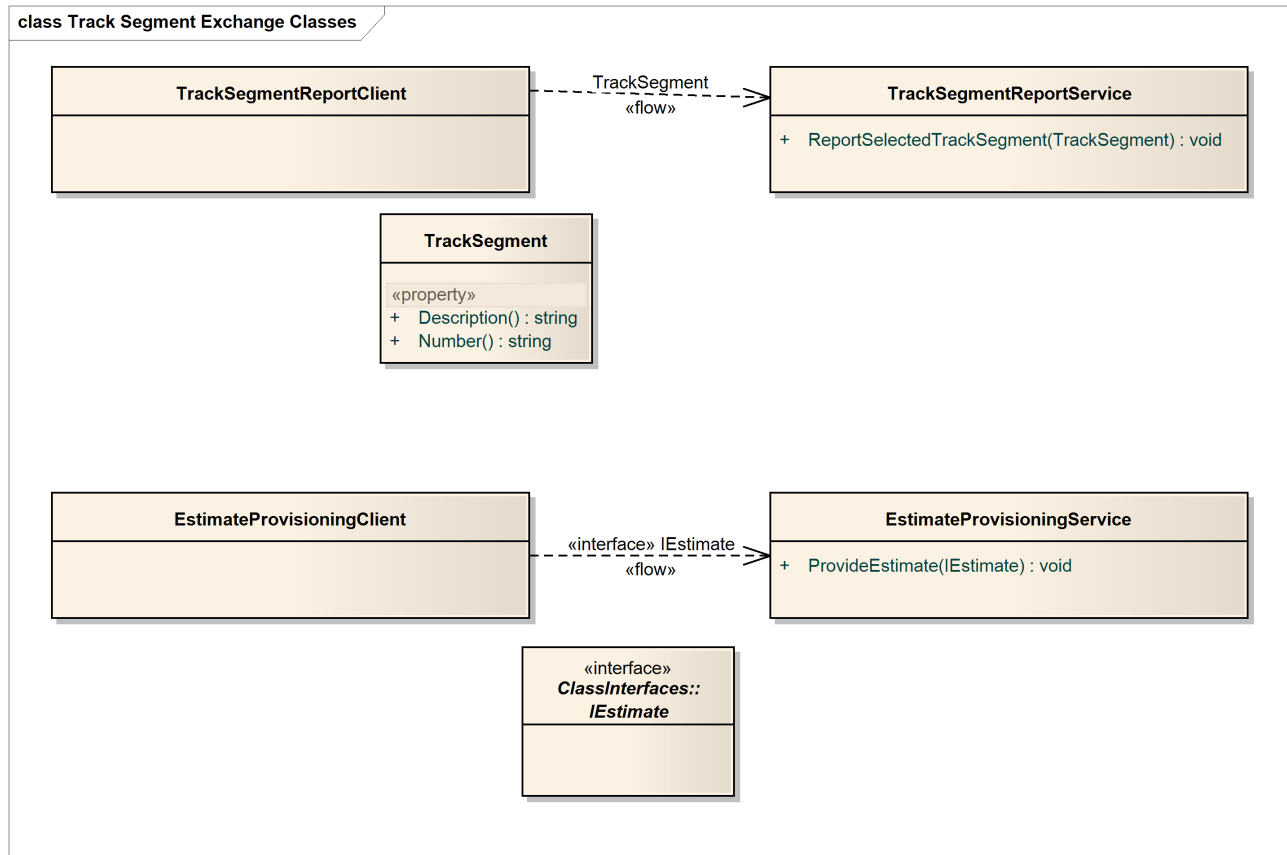 class Track Segment Exchange Classes
TrackSegmentReportClient
TrackSegment
«flow»
TrackSegmentReportService
+ ReportSelectedTrackSegment(TrackSegment) : void
TrackSegment
«property»
+ Description() : string
+ Number() : string
EstimateProvisioningClient
«interface» IEstimate
«flow»
EstimateProvisioningService
+ ProvideEstimate(IEstimate) : void
«interface»
ClassInterfaces::
IEstimate